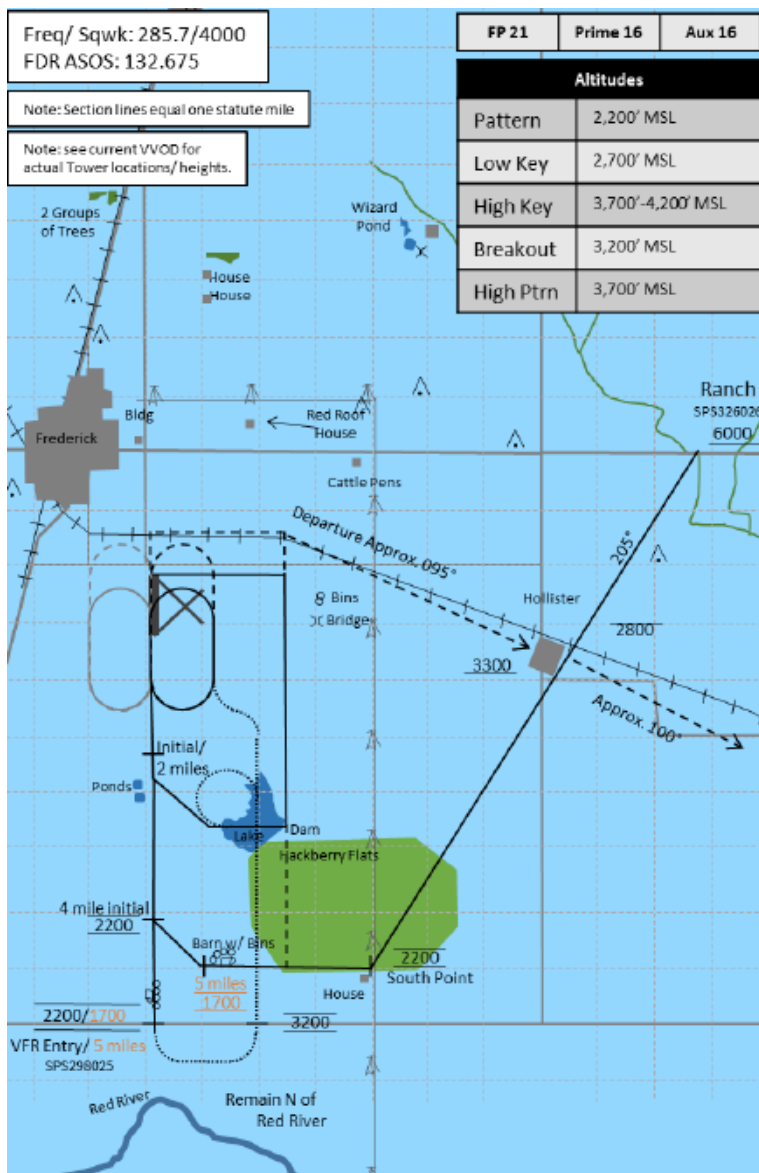 Freq/ Sqwk: 285.7/4000
FDR ASOS: 132.675
Note: Section lines equal one statute mile
Note: see current VVOD for
actual Tower locations/ heights.
FP 21 Prime 16 Aux 16
Altitudes
Pattern 2,200' MSL
Low Key 2,700' MSL
High Key 3,700'-4,200' MSL
Breakout 3,200' MSL
High Ptrn 3,700' MSL
2 Groups
of Trees
Wizard
Pond
House
House
Ranch
SPS326026
6000
Bldg
Red Roof
House
Frederick
Cattle Pens
Departure Approx. 095°
205°
Bins
Bridge
Hollister
2800
3300
Approx. 100°
Initial/
2 miles
Ponds
Lake
Dam
Hackberry Flats
4 mile initial
2200
Barn w/ Bins
5 miles
1700
2200
South Point
House
2200/1700
3200
VFR Entry/ 5 miles
SPS298025
Red River
Remain N of
Red River